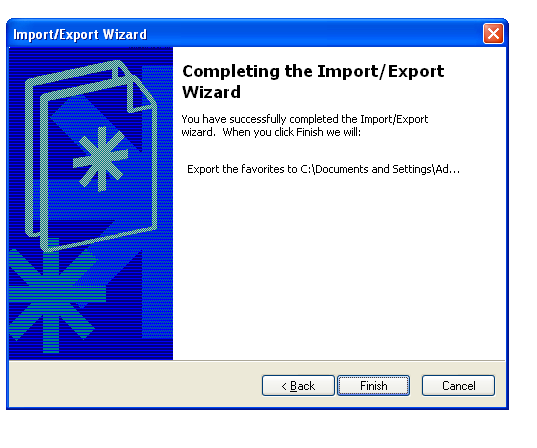 Import/Export Wizard
Completing the Import/Export
Wizard
You have successfully completed the Import/Export
wizard. When you click Finish we will:
Export the favorites to C:\Documents and Settings\Ad...
< Back
Finish
Cancel